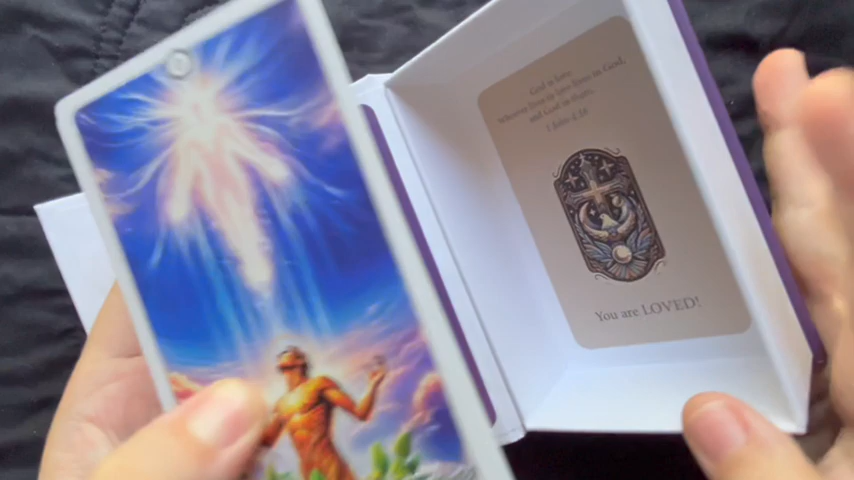 God is love.
Whoever lives in love lives in God,
and God in them.
1 John 4:16
You are LOVED!